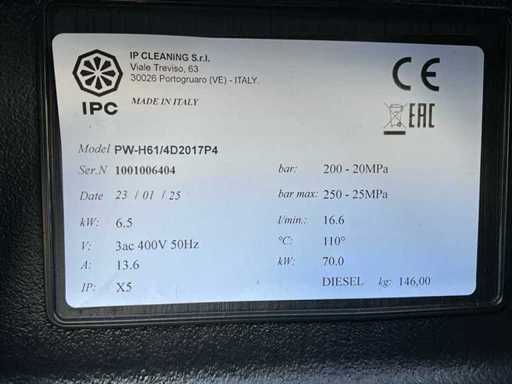 IP CLEANING S.r.l.
Viale Treviso, 63
30026 Portogruaro (VE) - ITALY.
IPC
MADE IN ITALY
CE
EAC
Model PW-H61/4D2017P4
Ser.N 1001006404
bar: 200 - 20MPa
Date 23 / 01 / 25
bar max: 250 - 25MPa
kW: 6.5
l/min.: 16.6
V: 3ac 400V 50Hz
°C: 110°
A: 13.6
kW: 70.0
IP: X5
DIESEL kg: 146,00